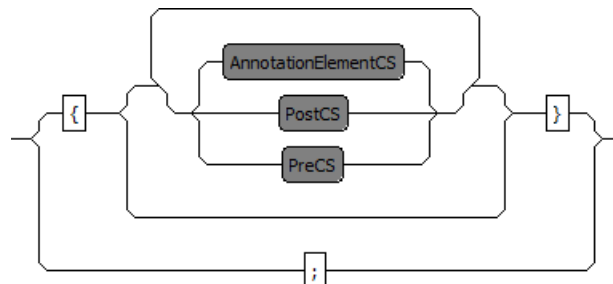 AnnotationElementCS
{ PostCS }
PreCS
;